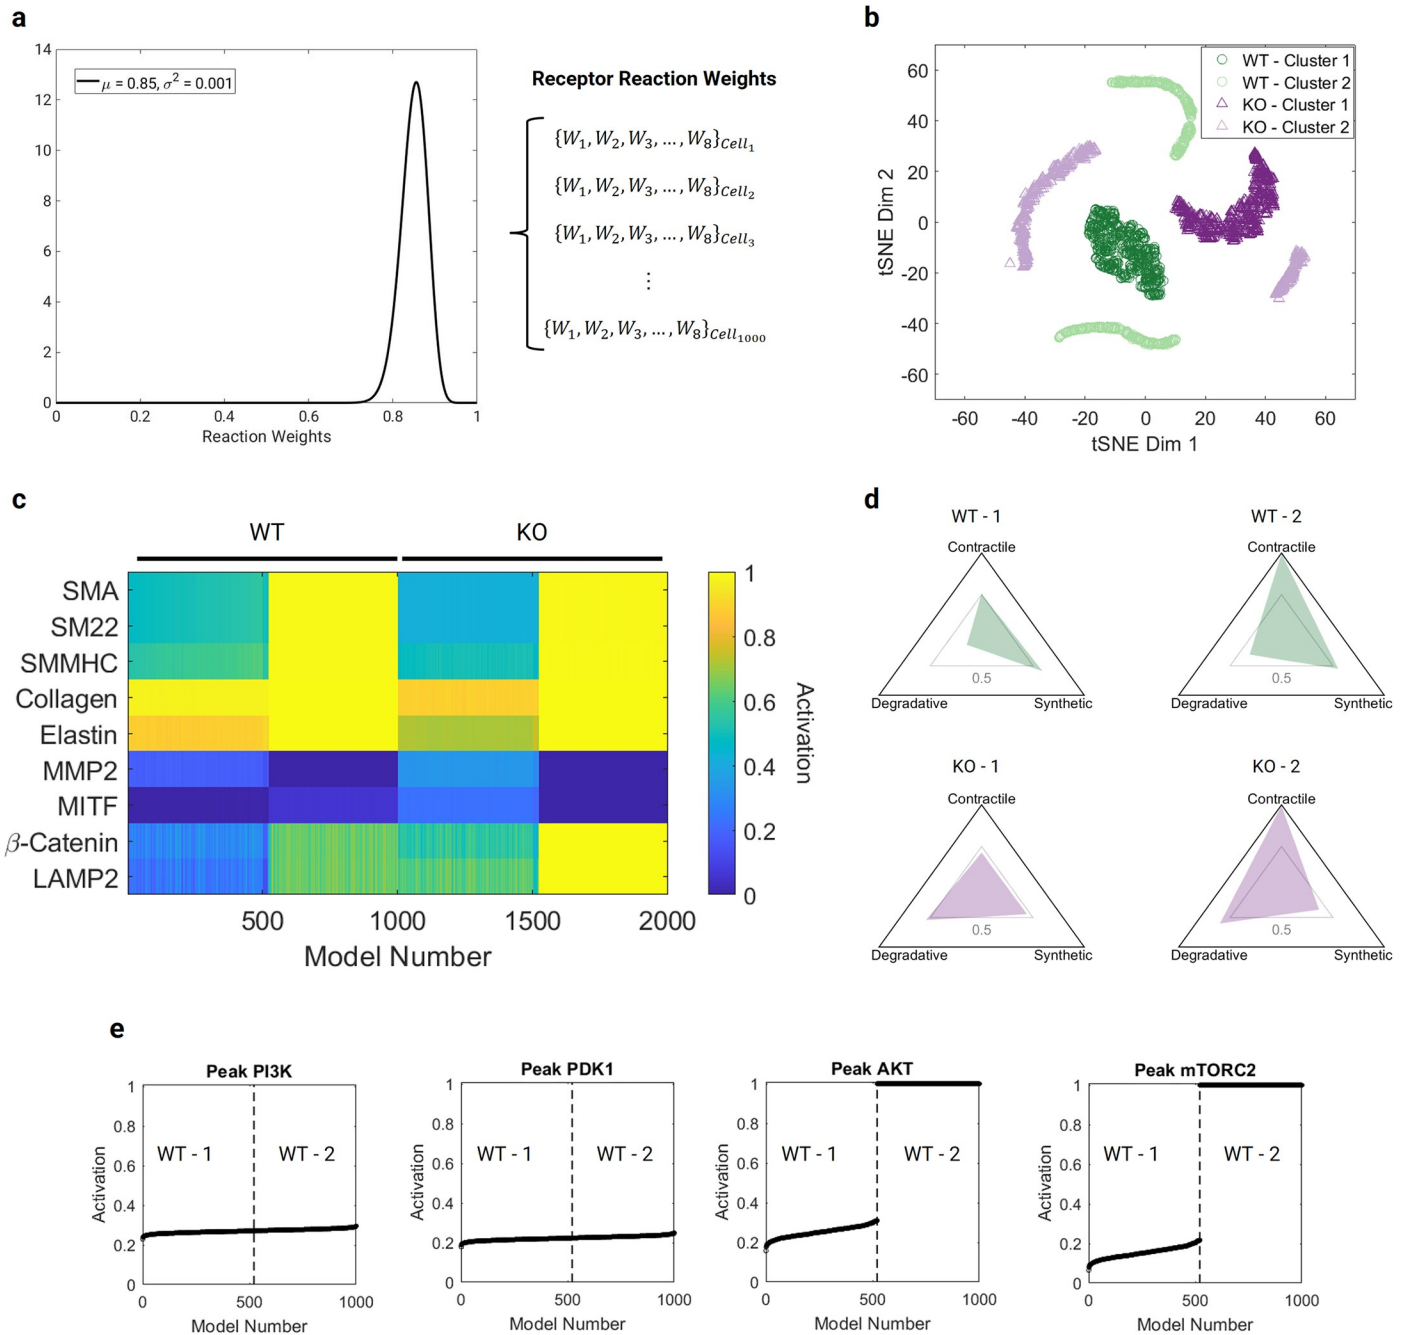 a
14
12
10
8
6
4
2
0
0 0.2 0.4 0.6 0.8 1
Reaction Weights
μ = 0.85, σ² = 0.001
Receptor Reaction Weights
{W₁, W₂, W₃, … , W₈}Cell₁
{W₁, W₂, W₃, … , W₈}Cell₂
{W₁, W₂, W₃, … , W₈}Cell₃
⋮
{W₁, W₂, W₃, … , W₈}Cell₁₀₀₀
b
WT - Cluster 1
WT - Cluster 2
KO - Cluster 1
KO - Cluster 2
60
40
20
0
-20
-40
-60
tSNE Dim 2
-60 -40 -20 0 20 40 60
tSNE Dim 1
c
WT KO
SMA
SM22
SMMHC
Collagen
Elastin
MMP2
MITF
β-Catenin
LAMP2
500 1000 1500 2000
Model Number
1
0.8
0.6
0.4
0.2
0
Activation
d
WT - 1
Contractile
0.5
Degradative Synthetic
WT - 2
Contractile
0.5
Degradative Synthetic
KO - 1
Contractile
0.5
Degradative Synthetic
KO - 2
Contractile
0.5
Degradative Synthetic
e
Peak PI3K
1
0.8
0.6
0.4
0.2
0
Activation
WT - 1 WT - 2
0 500 1000
Model Number
Peak PDK1
1
0.8
0.6
0.4
0.2
0
Activation
WT - 1 WT - 2
0 500 1000
Model Number
Peak AKT
1
0.8
0.6
0.4
0.2
0
Activation
WT - 1 WT - 2
0 500 1000
Model Number
Peak mTORC2
1
0.8
0.6
0.4
0.2
0
Activation
WT - 1 WT - 2
0 500 1000
Model Number